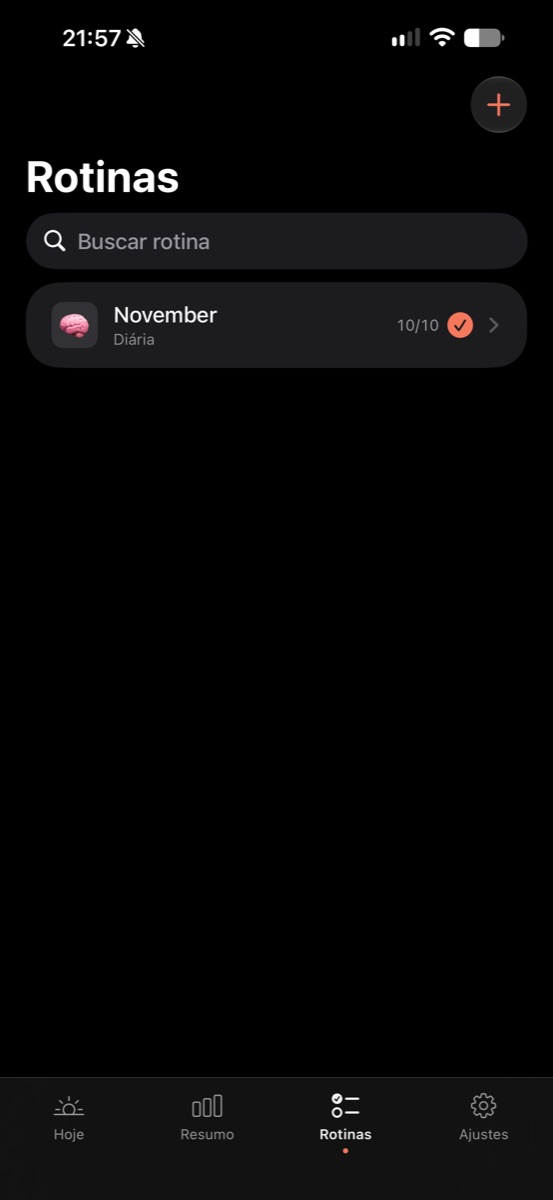 21:57
Rotinas
Buscar rotina
November
Diária
10/10
Hoje
Resumo
Rotinas
Ajustes